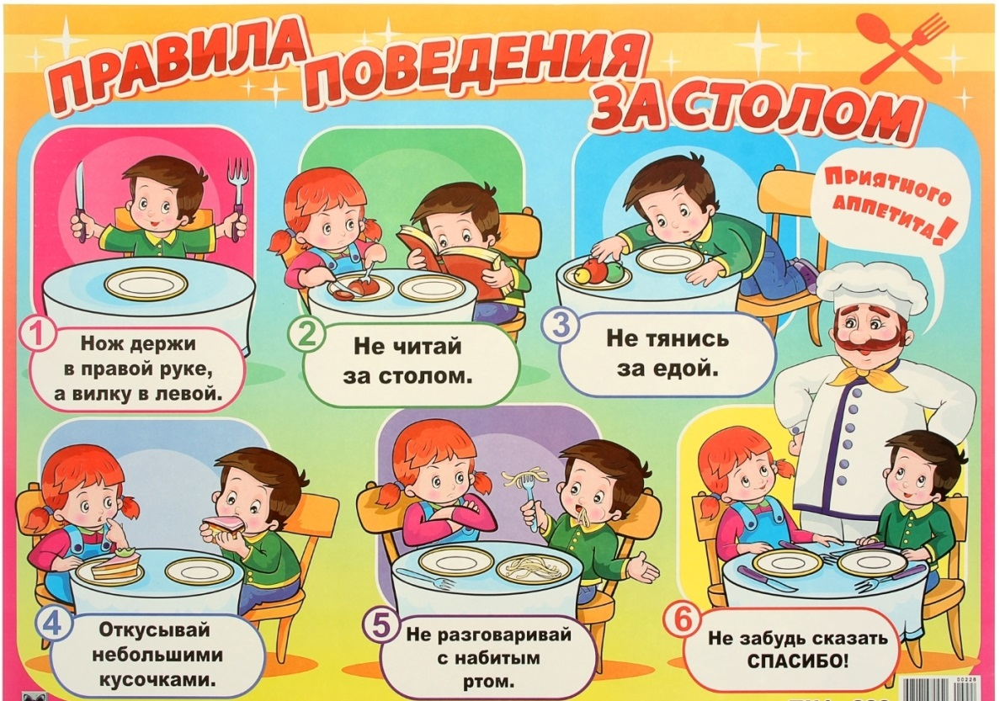 ПРАВИЛА ПОВЕДЕНИЯ
ЗА СТОЛОМ
ПРИЯТНОГО
АППЕТИТА!
1
Нож держи
в правой руке,
а вилку в левой.
2
Не читай
за столом.
3
Не тянись
за едой.
4
Откусывай
небольшими
кусочками.
5
Не разговаривай
с набитым
ртом.
6
Не забудь сказать
СПАСИБО!
00228